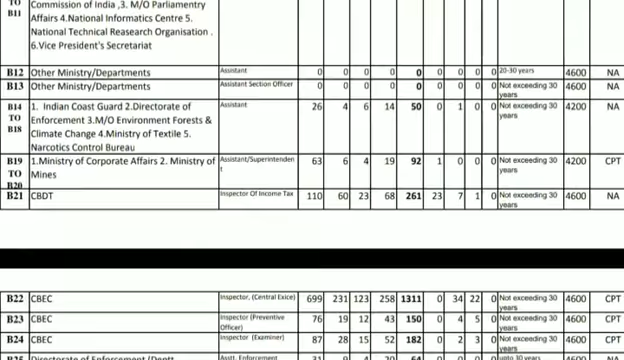 TO Commission of India ,3. M/O Parliamentry
B11 Affairs 4.National Informatics Centre 5.
National Technical Reasearch Organisation .
6.Vice President's Secretariat
B12 Other Ministry/Departments Assistant 0 0 0 0 0 0 0 0 0 20-30 years 4600 NA
B13 Other Ministry/Departments Assistant Section Officer 0 0 0 0 0 0 0 0 0 Not exceeding 30 years 4600 NA
B14 1. Indian Coast Guard 2.Directorate of Assistant 26 4 6 14 50 0 1 0 0 Not exceeding 30 years 4200 NA
TO Enforcement 3.M/O Environment Forests &
B18 Climate Change 4.Ministry of Textile 5.
Narcotics Control Bureau
B19 1.Ministry of Corporate Affairs 2. Ministry of Assistant/Superintendent 63 6 4 19 92 1 0 0 0 Not exceeding 30 years 4200 CPT
TO Mines
B20
B21 CBDT Inspector Of Income Tax 110 60 23 68 261 23 7 1 0 Not exceeding 30 years 4600 NA
B22 CBEC Inspector, (Central Exice) 699 231 123 258 1311 0 34 22 0 Not exceeding 30 years 4600 CPT
B23 CBEC Inspector (Preventive Officer) 76 19 12 43 150 0 4 5 0 Not exceeding 30 years 4600 CPT
B24 CBEC Inspector (Examiner) 87 28 15 52 182 0 2 3 0 Not exceeding 30 years 4600 CPT